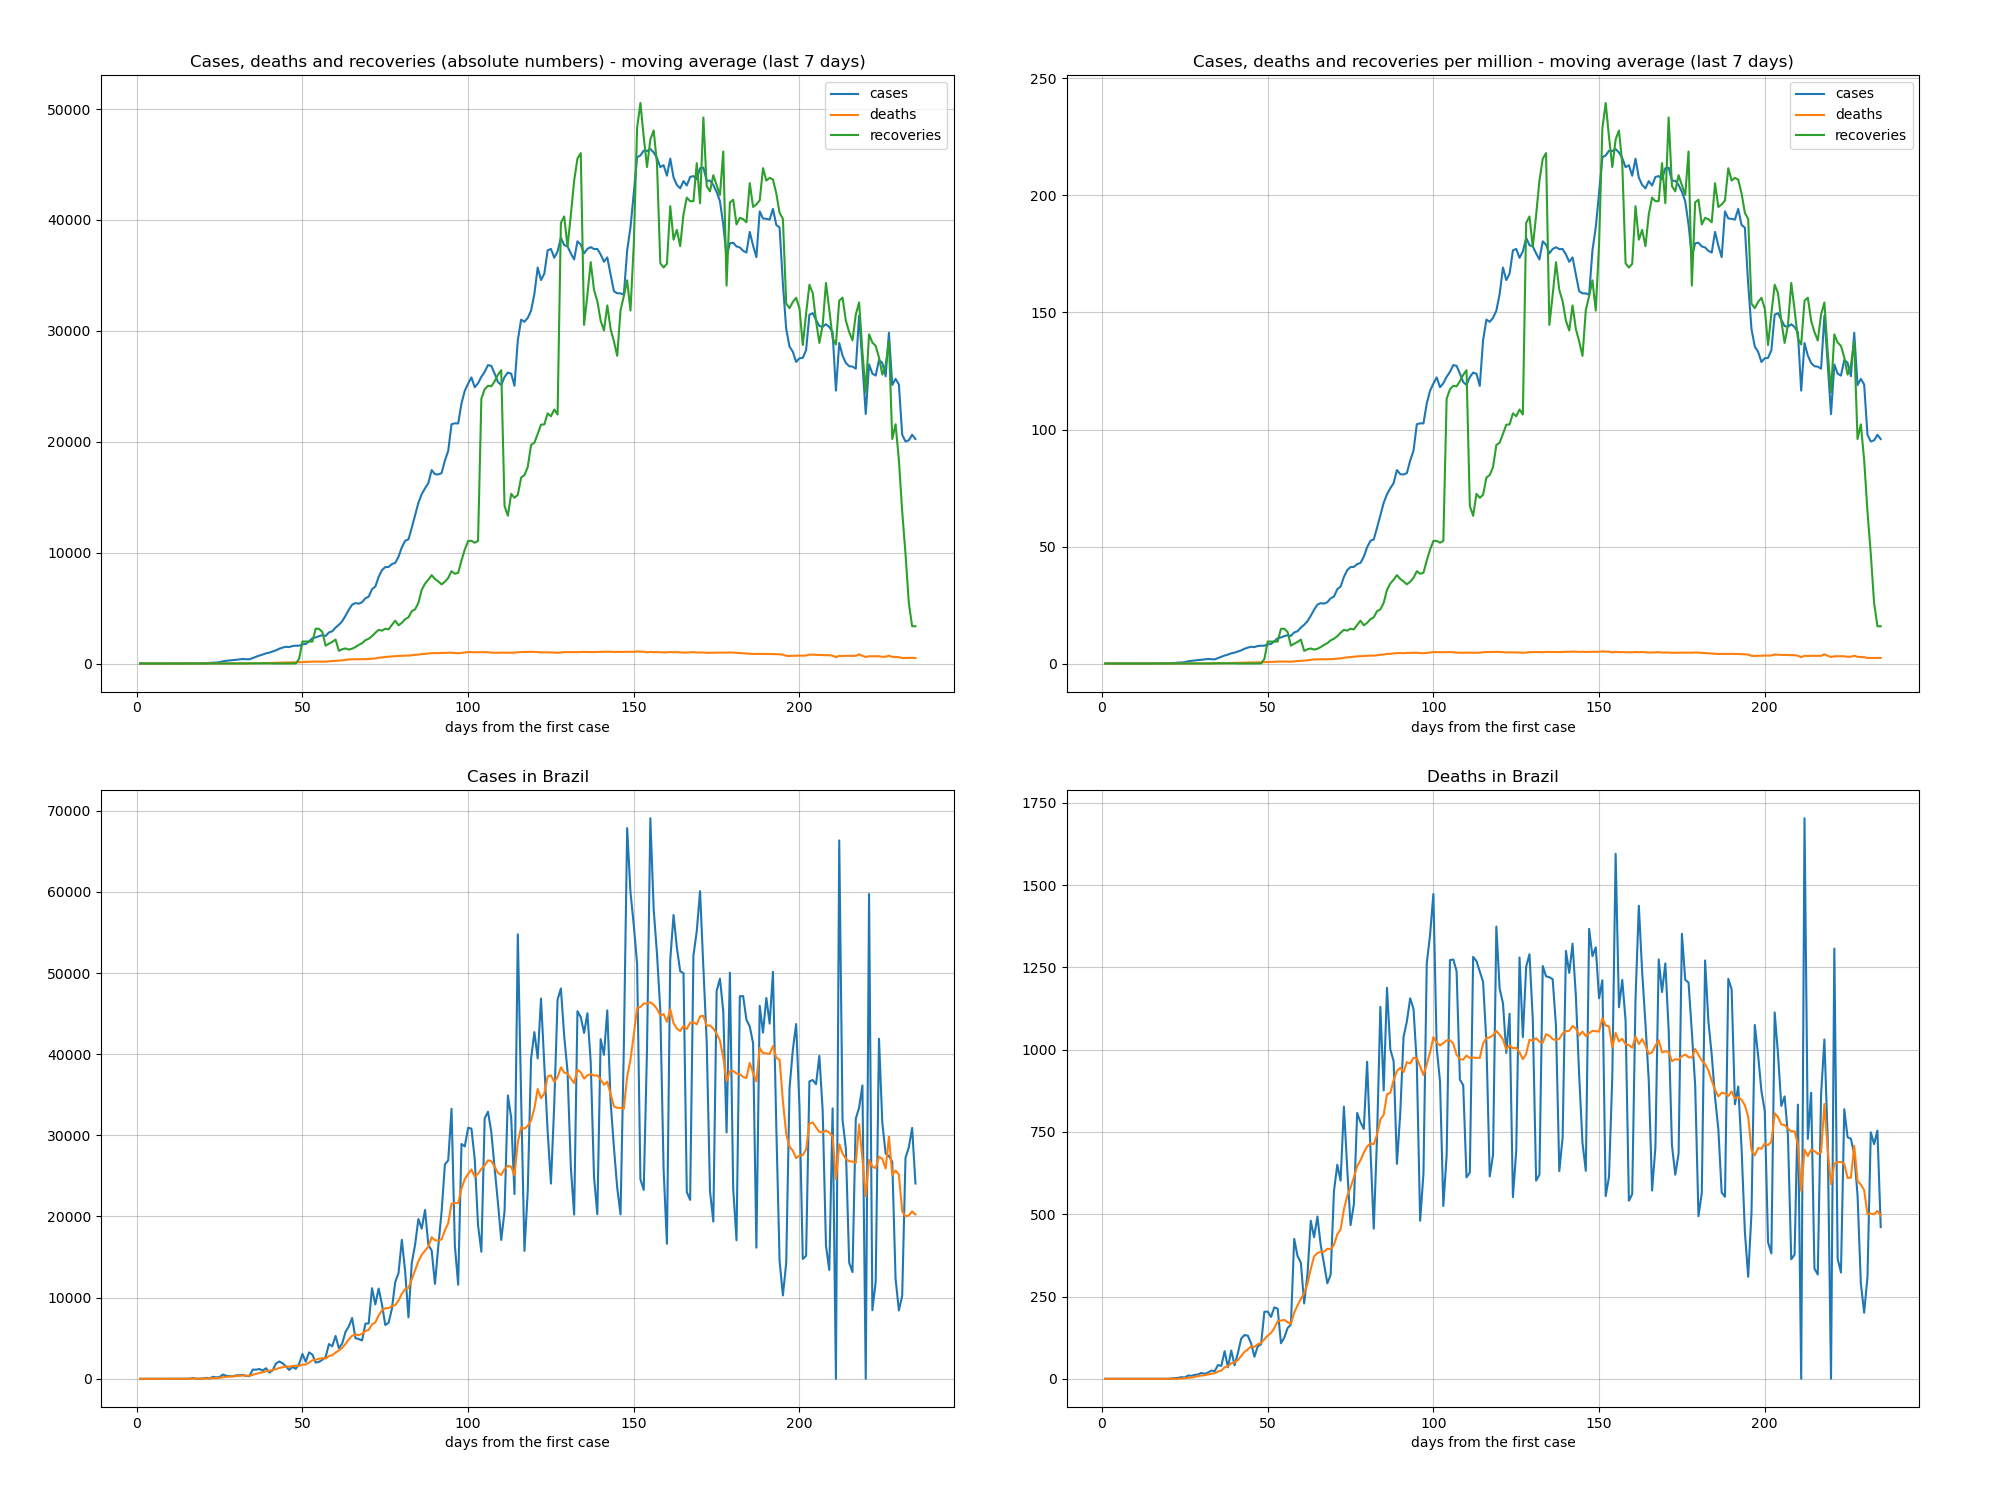 Cases, deaths and recoveries (absolute numbers) - moving average (last 7 days)
50000
40000
30000
20000
10000
0
0 50 100 150 200
days from the first case
cases
deaths
recoveries
Cases, deaths and recoveries per million - moving average (last 7 days)
250
200
150
100
50
0
0 50 100 150 200
days from the first case
cases
deaths
recoveries
Cases in Brazil
70000
60000
50000
40000
30000
20000
10000
0
0 50 100 150 200
days from the first case
Deaths in Brazil
1750
1500
1250
1000
750
500
250
0
0 50 100 150 200
days from the first case